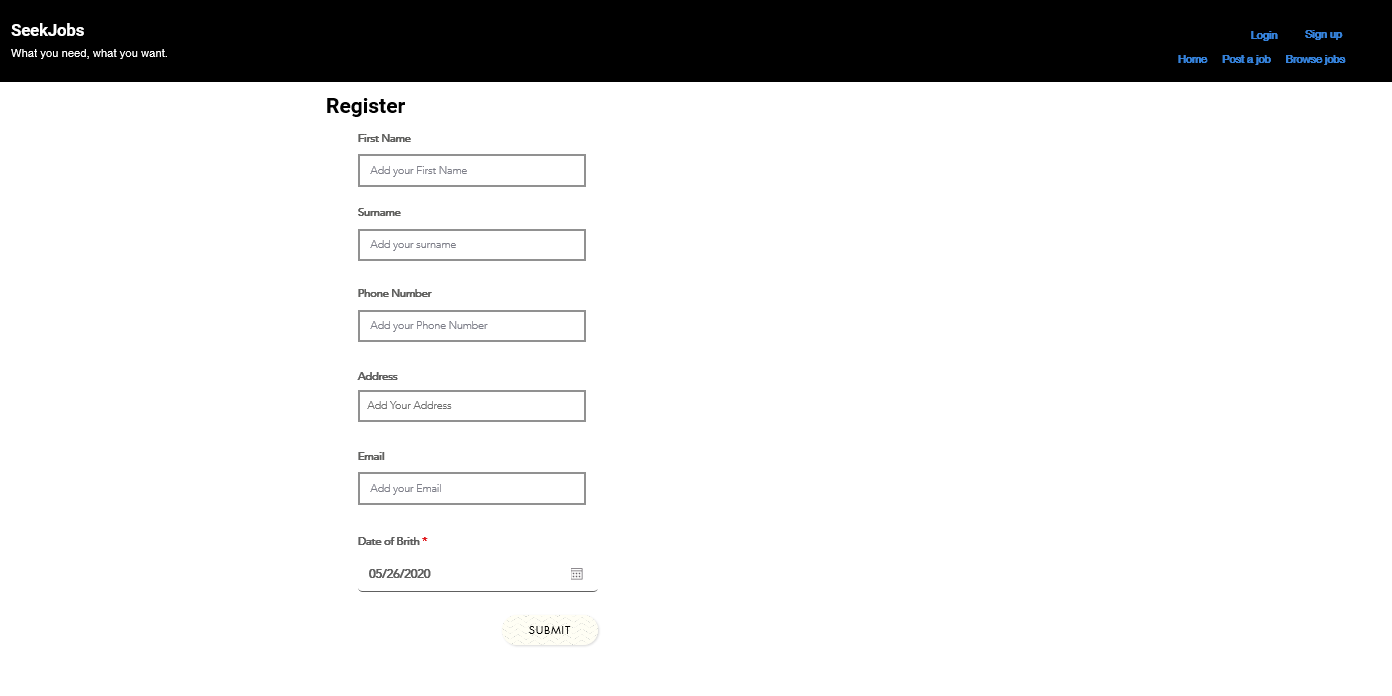 SeekJobs
What you need, what you want.
Login Sign up
Home Post a job Browse jobs
Register
First Name
Add your First Name
Surname
Add your surname
Phone Number
Add your Phone Number
Address
Add Your Address
Email
Add your Email
Date of Brith *
05/26/2020
SUBMIT